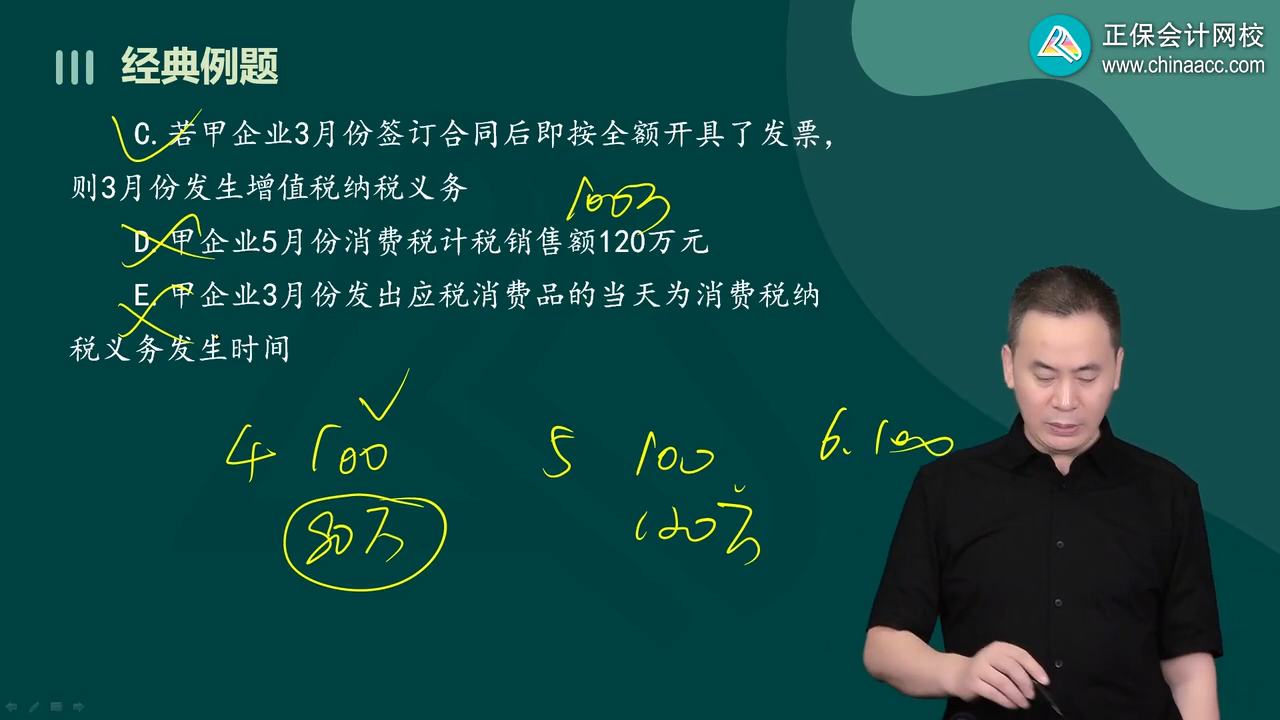 正保会计网校
www.chinaacc.com
经典例题
C. 若甲企业3月份签订合同后即按全额开具了发票，
则3月份发生增值税纳税义务
100万
D. 甲企业5月份消费税计税销售额120万元
E. 甲企业3月份发出应税消费品的当天为消费税纳
税义务发生时间
4 100 5 100 6. 100
80万 120万